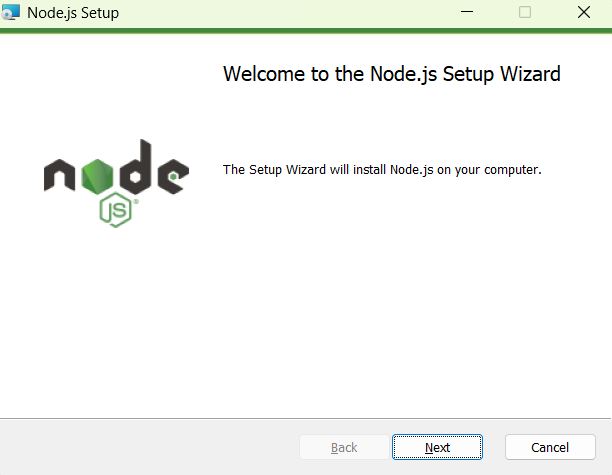 Node.js Setup
Welcome to the Node.js Setup Wizard
The Setup Wizard will install Node.js on your computer.
node
JS
Back
Next
Cancel